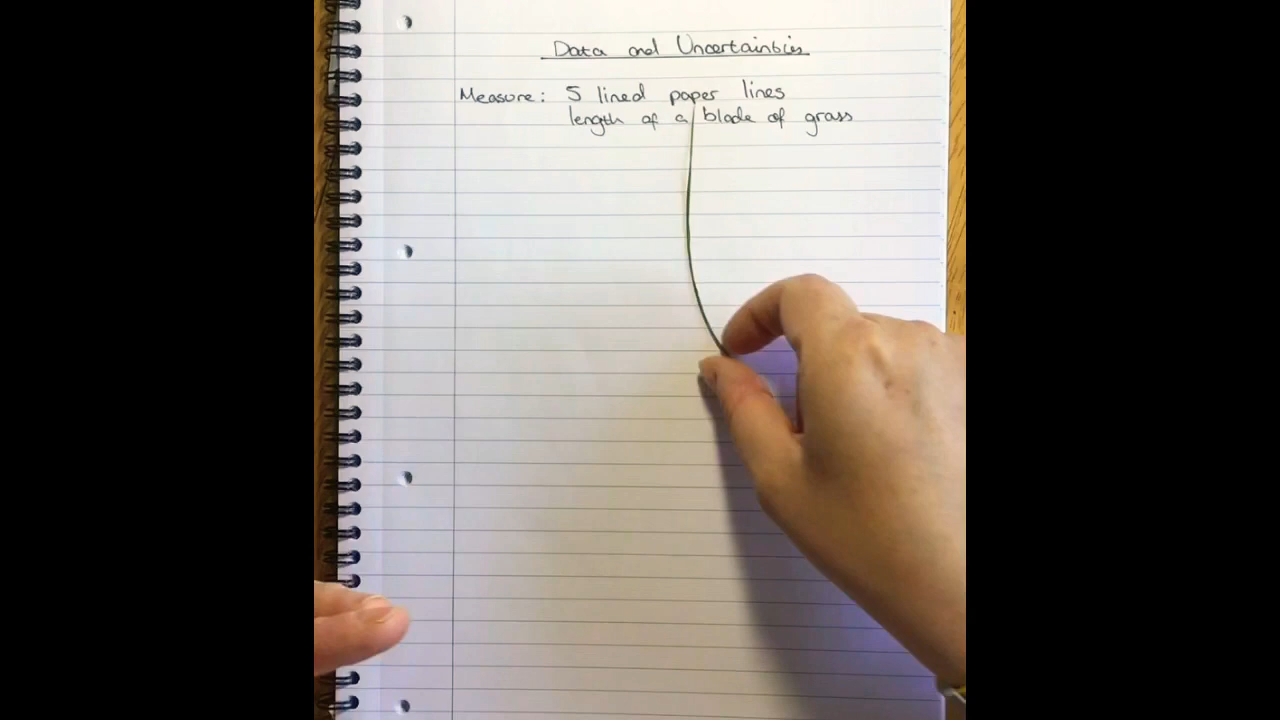 Data and Uncertainties
Measure: 5 lined paper lines
length of a blade of grass